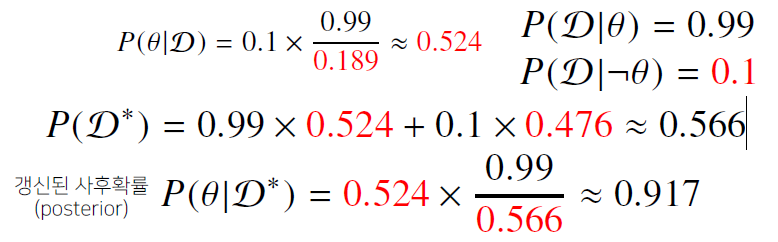 P(θ|𝒟) = 0.1 × 0.99/0.189 ≈ 0.524
P(𝒟|θ) = 0.99
P(𝒟|¬θ) = 0.1
P(𝒟*) = 0.99 × 0.524 + 0.1 × 0.476 ≈ 0.566
갱신된 사후확률
(posterior)
P(θ|𝒟*) = 0.524 × 0.99/0.566 ≈ 0.917